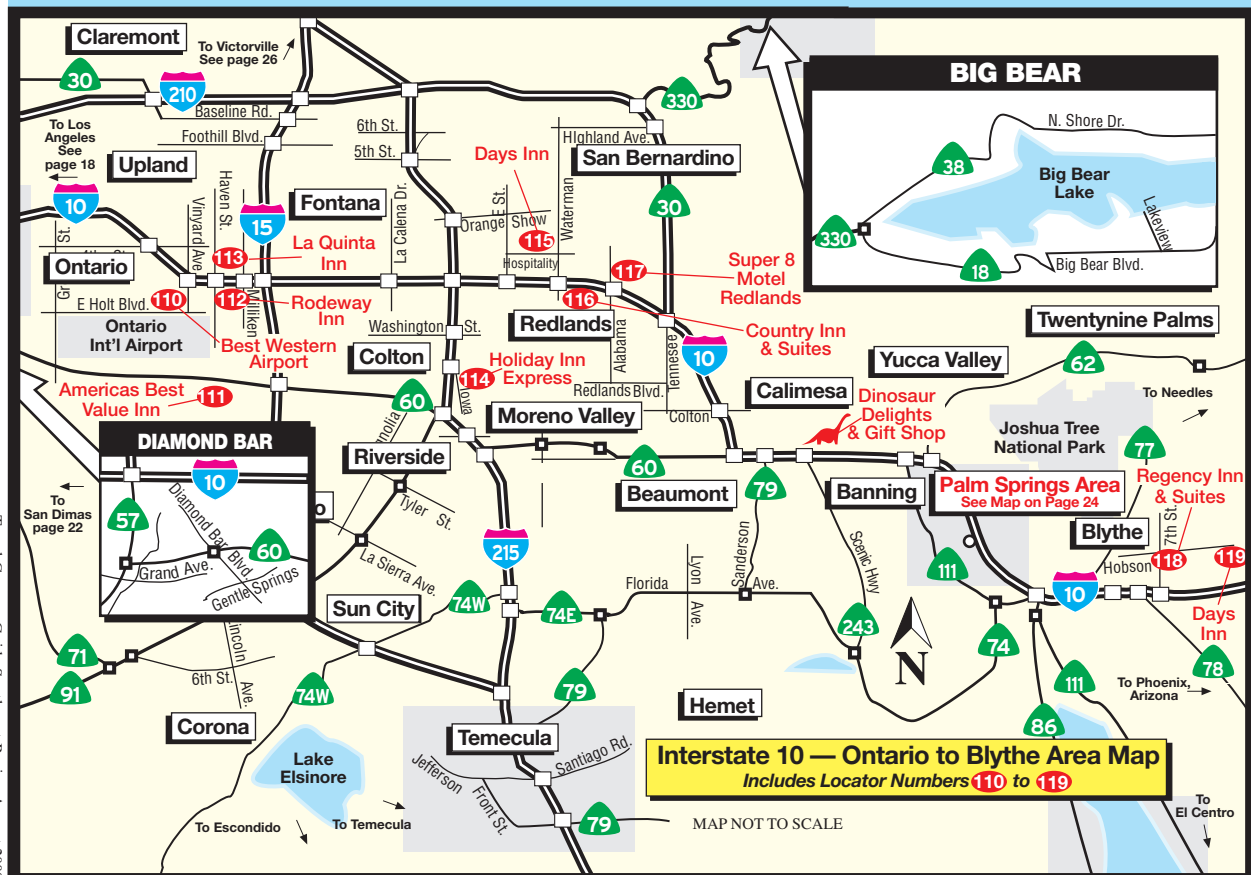 Claremont
To Victorville
See page 26
30
210
Baseline Rd.
Foothill Blvd.
To Los
Angeles
See
page 18
Upland
10
Haven St.
Vinyard Ave
15
Fontana
La Calena Dr.
6th St.
5th St.
Days Inn
E St.
Orange Show
Waterman
HIghland Ave.
San Bernardino
330
30
BIG BEAR
N. Shore Dr.
38
Big Bear
Lake
Lakeview
330
18
Big Bear Blvd.
Ontario
St.
113
La Quinta
Inn
115
Hospitality
117
Super 8
Motel
Redlands
E Holt Blvd.
110
112
Milliken
Rodeway
Inn
116
Redlands
Alabama
Tennesee
Country Inn
& Suites
Ontario
Int'l Airport
Best Western
Airport
Washington St.
Colton
10
Twentynine Palms
Yucca Valley
62
Americas Best
Value Inn
111
114
Holiday Inn
Express
Iowa
Redlands Blvd.
Colton
Calimesa
60
Moreno Valley
Dinosaur
Delights
& Gift Shop
Joshua Tree
National Park
To Needles
77
DIAMOND BAR
10
Diamond Bar Blvd.
57
60
Grand Ave.
Gentle Springs
To
San Dimas
page 22
Riverside
Tyler St.
La Sierra Ave.
60
Beaumont
79
Banning
Palm Springs Area
See Map on Page 24
Regency Inn
& Suites
Blythe
7th St.
Hobson
118
119
Days
Inn
215
Sanderson
Scenic Hwy
111
10
Florida Ave.
Lyon Ave.
Sun City
74W
74E
243
N
74
78
71
91
Lincoln Ave.
6th St.
74W
79
111
To Phoenix,
Arizona
Corona
Hemet
86
Temecula
Lake
Elsinore
Jefferson
Front St.
Santiago Rd.
Interstate 10 — Ontario to Blythe Area Map
Includes Locator Numbers 110 to 119
To Escondido
To Temecula
79
MAP NOT TO SCALE
To
El Centro